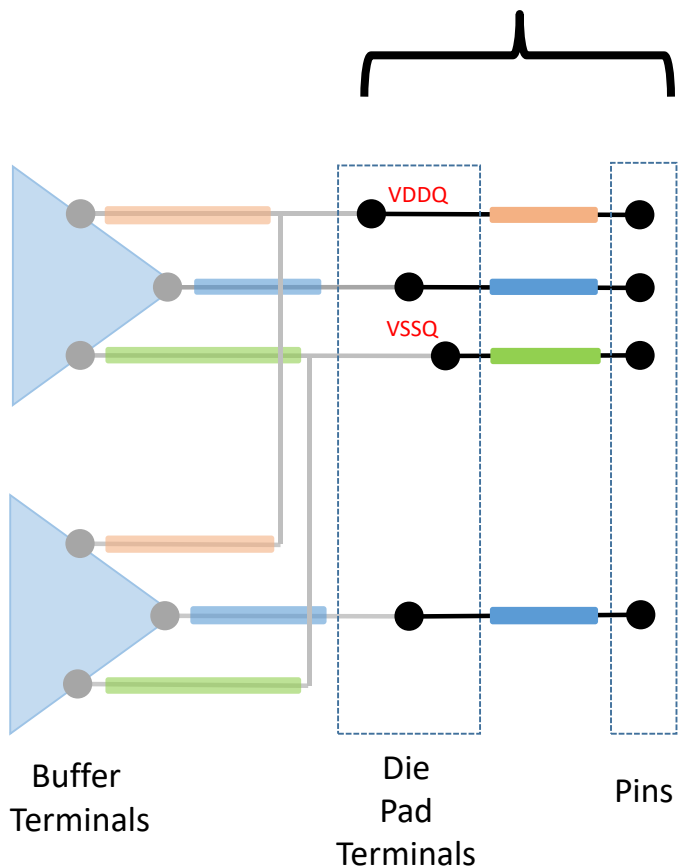 VDDQ
VSSQ
Buffer
Terminals
Die
Pad
Terminals
Pins